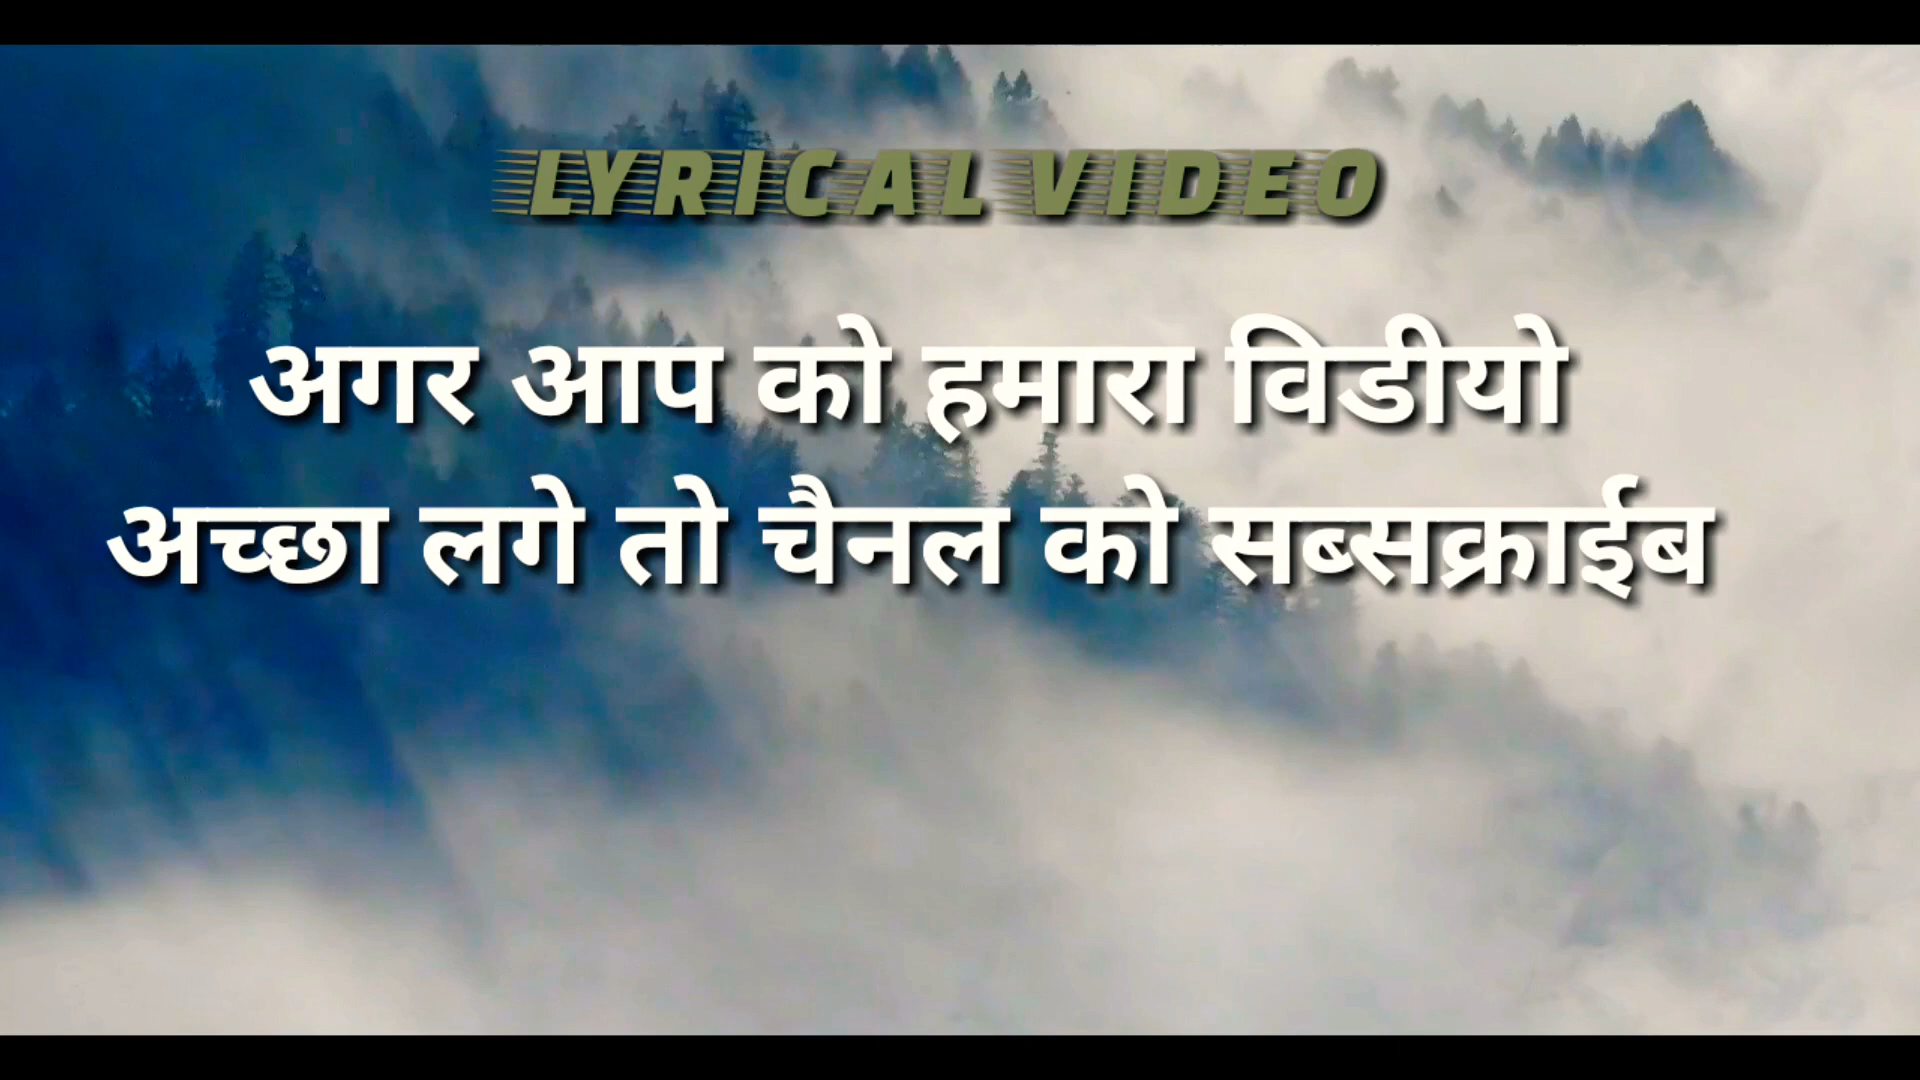 LYRICAL VIDEO
अगर आप को हमारा विडीयो
अच्छा लगे तो चैनल को सब्सक्राईब